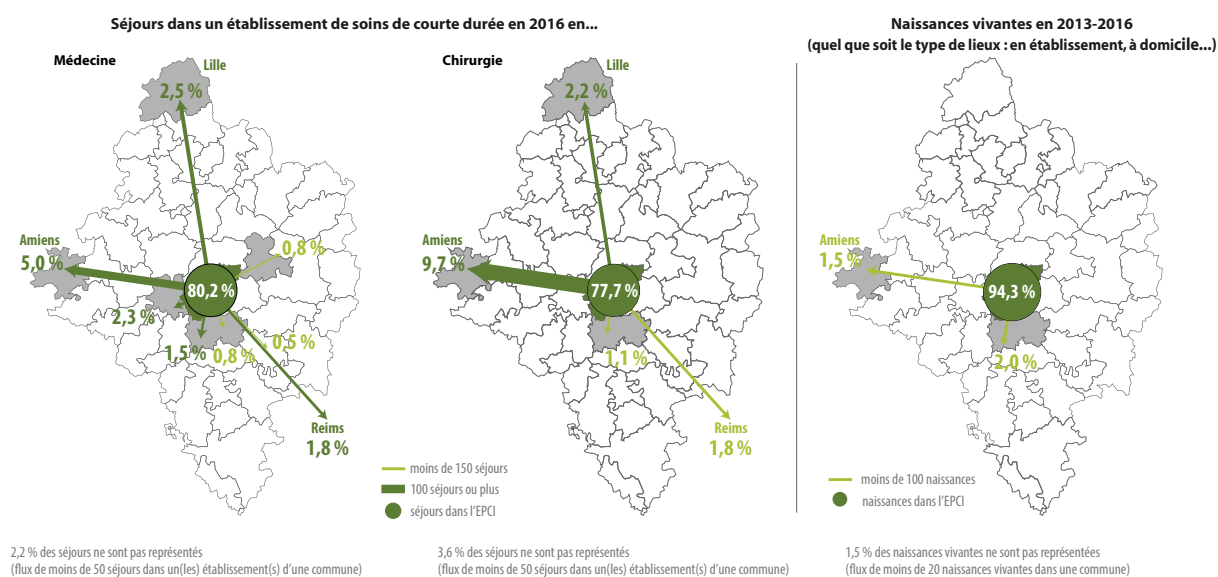 Séjours dans un établissement de soins de courte durée en 2016 en...
Médecine
Lille
2,5 %
Amiens
5,0 %
0,8 %
80,2 %
2,3 %
1,5 %
0,8 %
0,5 %
Reims
1,8 %
Chirurgie
Lille
2,2 %
Amiens
9,7 %
77,7 %
1,1 %
Reims
1,8 %
moins de 150 séjours
100 séjours ou plus
séjours dans l’EPCI
2,2 % des séjours ne sont pas représentés
(flux de moins de 50 séjours dans un(les) établissement(s) d’une commune)
3,6 % des séjours ne sont pas représentés
(flux de moins de 50 séjours dans un(les) établissement(s) d’une commune)
Naissances vivantes en 2013-2016
(quel que soit le type de lieux : en établissement, à domicile...)
Amiens
1,5 %
94,3 %
2,0 %
moins de 100 naissances
naissances dans l’EPCI
1,5 % des naissances vivantes ne sont pas représentées
(flux de moins de 20 naissances vivantes dans une commune)